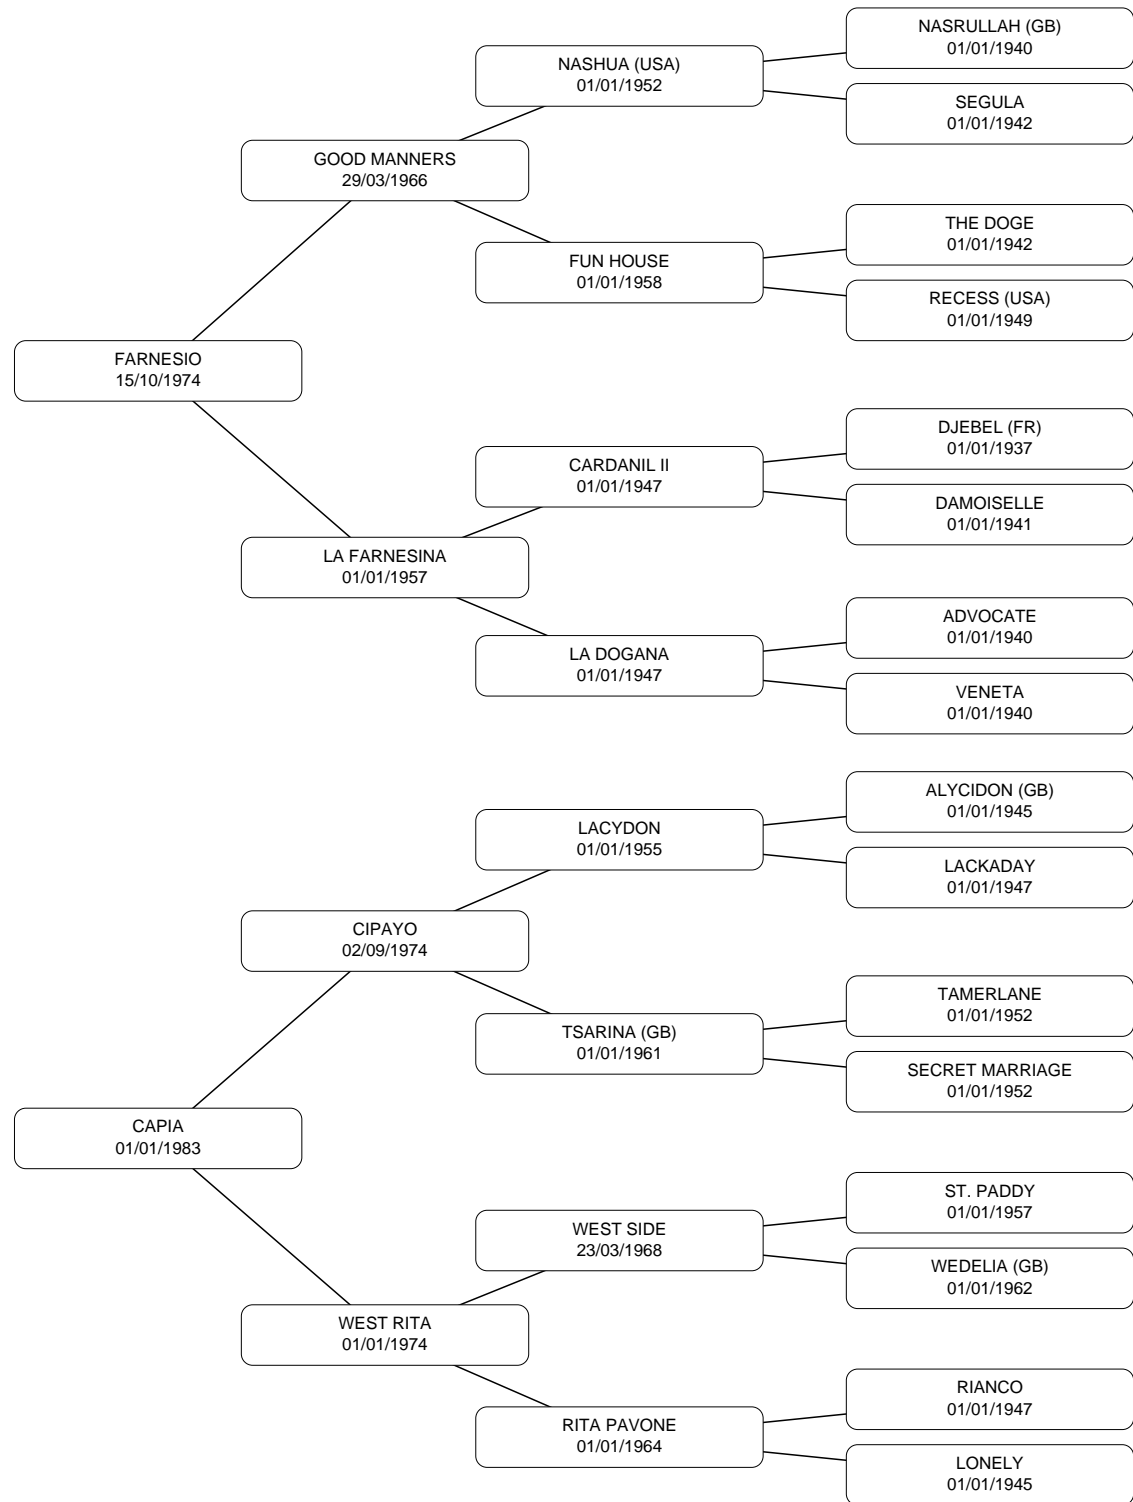 NASRULLAH (GB)
01/01/1940
NASHUA (USA)
01/01/1952
SEGULA
01/01/1942
GOOD MANNERS
29/03/1966
THE DOGE
01/01/1942
FUN HOUSE
01/01/1958
RECESS (USA)
01/01/1949
FARNESIO
15/10/1974
DJEBEL (FR)
01/01/1937
CARDANIL II
01/01/1947
DAMOISELLE
01/01/1941
LA FARNESINA
01/01/1957
ADVOCATE
01/01/1940
LA DOGANA
01/01/1947
VENETA
01/01/1940
ALYCIDON (GB)
01/01/1945
LACYDON
01/01/1955
LACKADAY
01/01/1947
CIPAYO
02/09/1974
TAMERLANE
01/01/1952
TSARINA (GB)
01/01/1961
SECRET MARRIAGE
01/01/1952
CAPIA
01/01/1983
ST. PADDY
01/01/1957
WEST SIDE
23/03/1968
WEDELIA (GB)
01/01/1962
WEST RITA
01/01/1974
RIANCO
01/01/1947
RITA PAVONE
01/01/1964
LONELY
01/01/1945